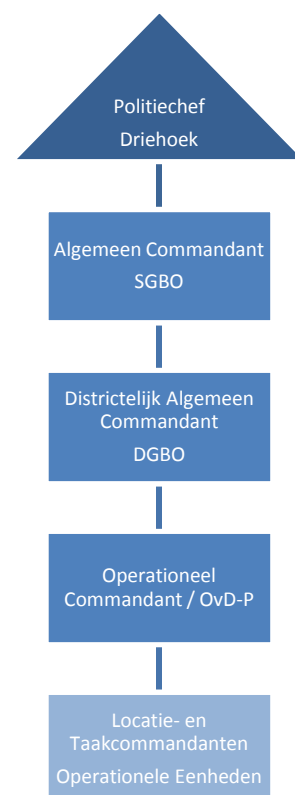 Politiechef
Driehoek
Algemeen Commandant
SGBO
Districtelijk Algemeen
Commandant
DGBO
Operationeel
Commandant / OvD-P
Locatie- en
Taakcommandanten
Operationele Eenheden